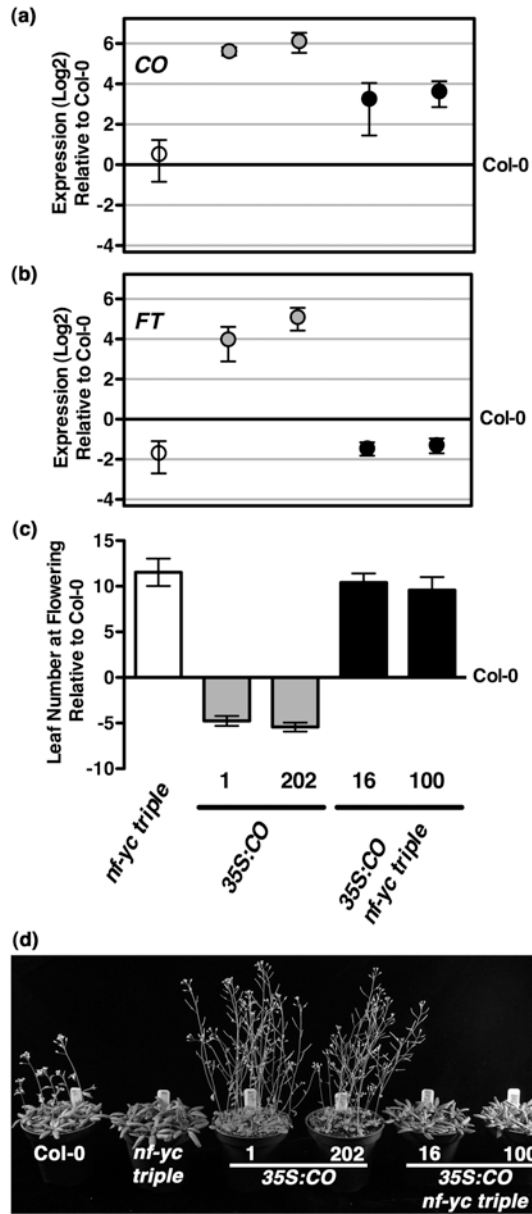 (a)
Expression (Log2)
Relative to Col-0
6
4
2
0
-2
-4
CO
Col-0
(b)
Expression (Log2)
Relative to Col-0
6
4
2
0
-2
-4
FT
Col-0
(c)
Leaf Number at Flowering
Relative to Col-0
15
10
5
0
-5
-10
Col-0
1 202 16 100
nf-yc triple
35S:CO
35S:CO
nf-yc triple
(d)
Col-0
nf-yc
triple
1 202 16 100
35S:CO 35S:CO
nf-yc triple